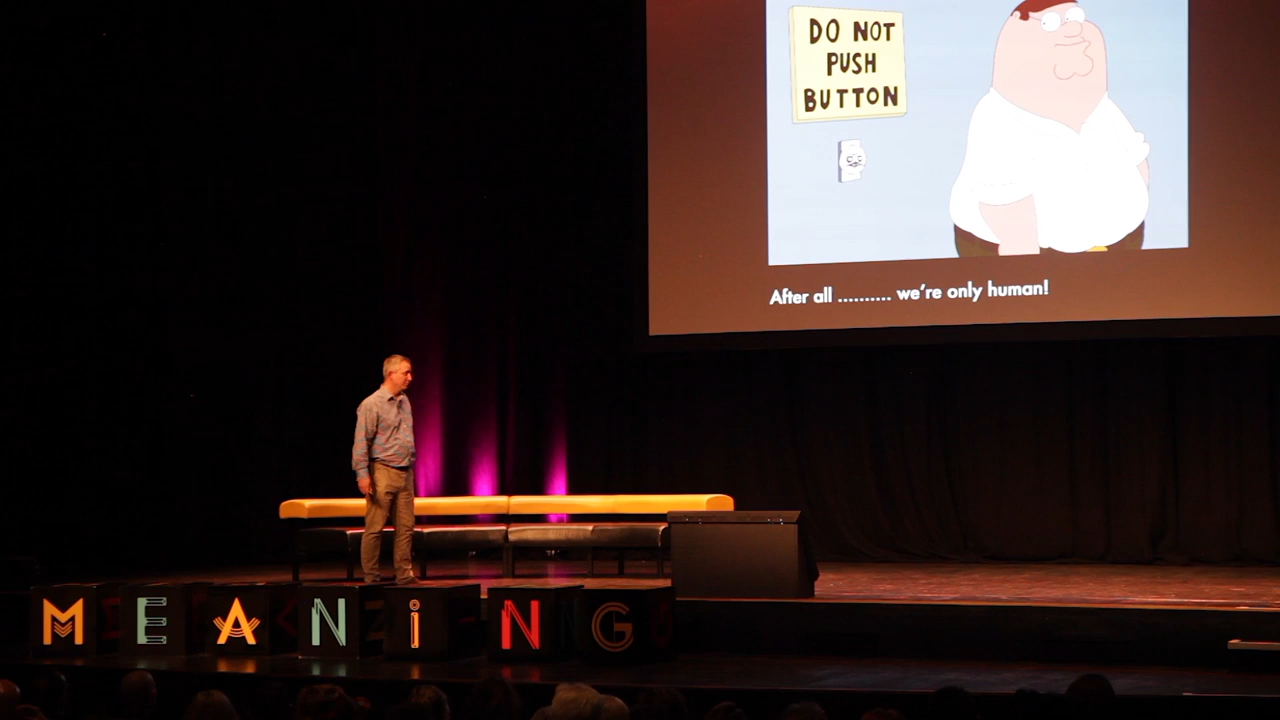 DO NOT
PUSH
BUTTON
After all .......... we're only human!
MEANiNG